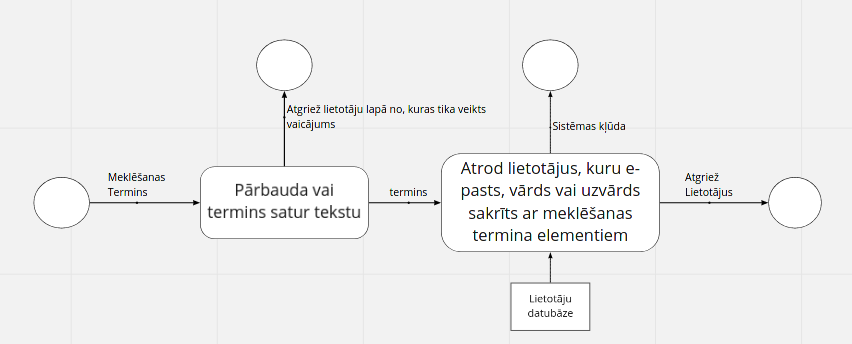 Atgriež lietotāju lapā no, kuras tika veikts
vaicājums
Sistēmas kļūda
Meklēšanas
Termins
Pārbauda vai
termins satur tekstu
termins
Atrod lietotājus, kuru e-
pasts, vārds vai uzvārds
sakrīts ar meklēšanas
termina elementiem
Atgriež
Lietotājus
Lietotāju
datubāze